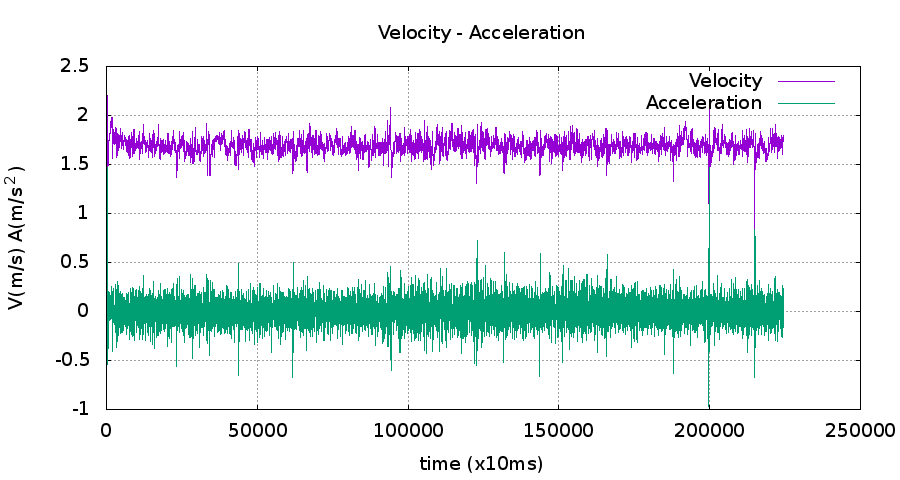 Velocity - Acceleration
V(m/s) A(m/s²)
2.5
2
1.5
1
0.5
0
-0.5
-1
Velocity
Acceleration
0 50000 100000 150000 200000 250000
time (x10ms)